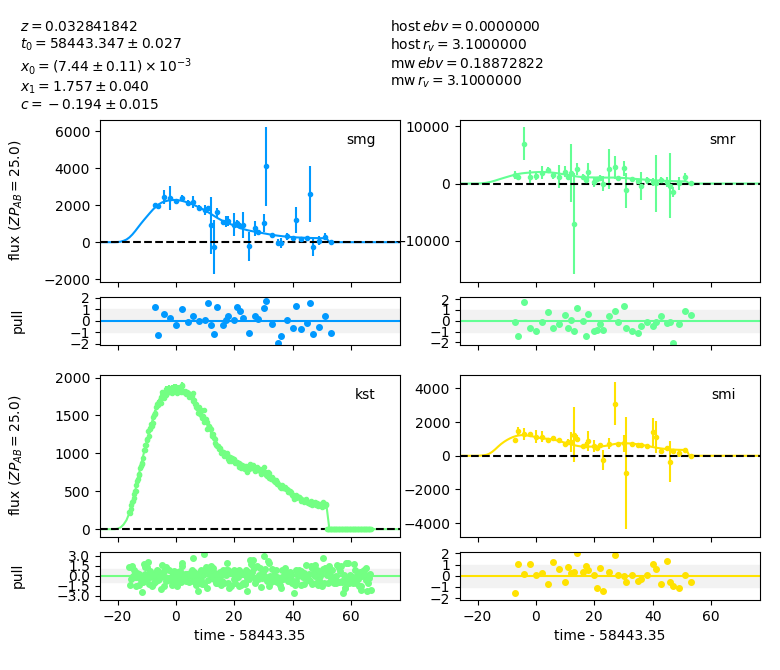 z = 0.032841842
t₀ = 58443.347 ± 0.027
x₀ = (7.44 ± 0.11) × 10⁻³
x₁ = 1.757 ± 0.040
c = −0.194 ± 0.015
host ebv = 0.0000000
host r_v = 3.1000000
mw ebv = 0.18872822
mw r_v = 3.1000000
flux (ZP_AB = 25.0)
6000
4000
2000
0
−2000
smg
10000
0
−10000
smr
pull
2
1
0
−1
−2
2
1
0
−1
−2
flux (ZP_AB = 25.0)
2000
1500
1000
500
0
kst
4000
2000
0
−2000
−4000
smi
pull
3.0
1.5
0.0
−1.5
−3.0
2
1
0
−1
−2
−20 0 20 40 60
−20 0 20 40 60
time - 58443.35
time - 58443.35